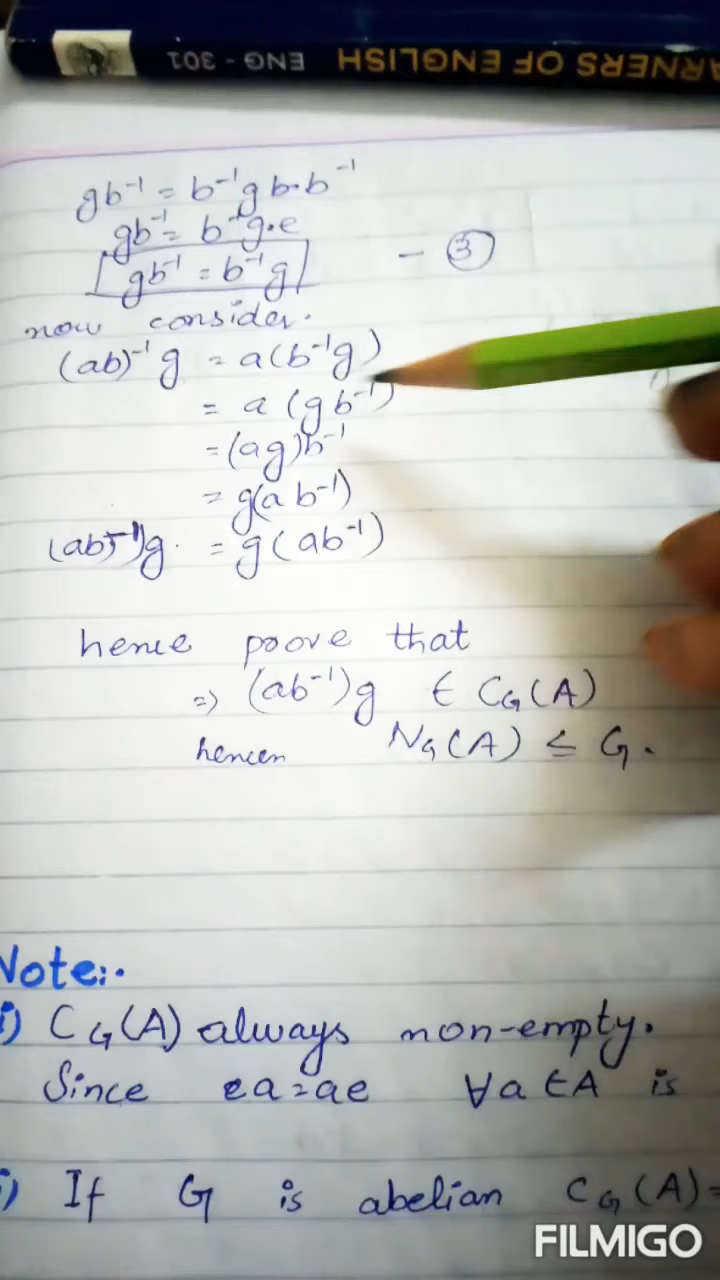 ARNERS OF ENGLISH ENG - 301
gb⁻¹ = b⁻¹gb·b⁻¹
gb⁻¹ = b⁻¹g·e
gb⁻¹ = b⁻¹g - ③
now consider.
(ab)⁻¹g = a(b⁻¹g)
= a(gb⁻¹)
= (ag)b⁻¹
= g(ab⁻¹)
(ab⁻¹)g. = g(ab⁻¹)
hence poove that
=> (ab⁻¹)g ∈ C_G(A)
hencen N_G(A) ≤ G.
Note:.
i) C_G(A) always non-empty.
Since ea=ae ∀a∈A is
i) If G is abelian C_G(A)=
FILMIGO